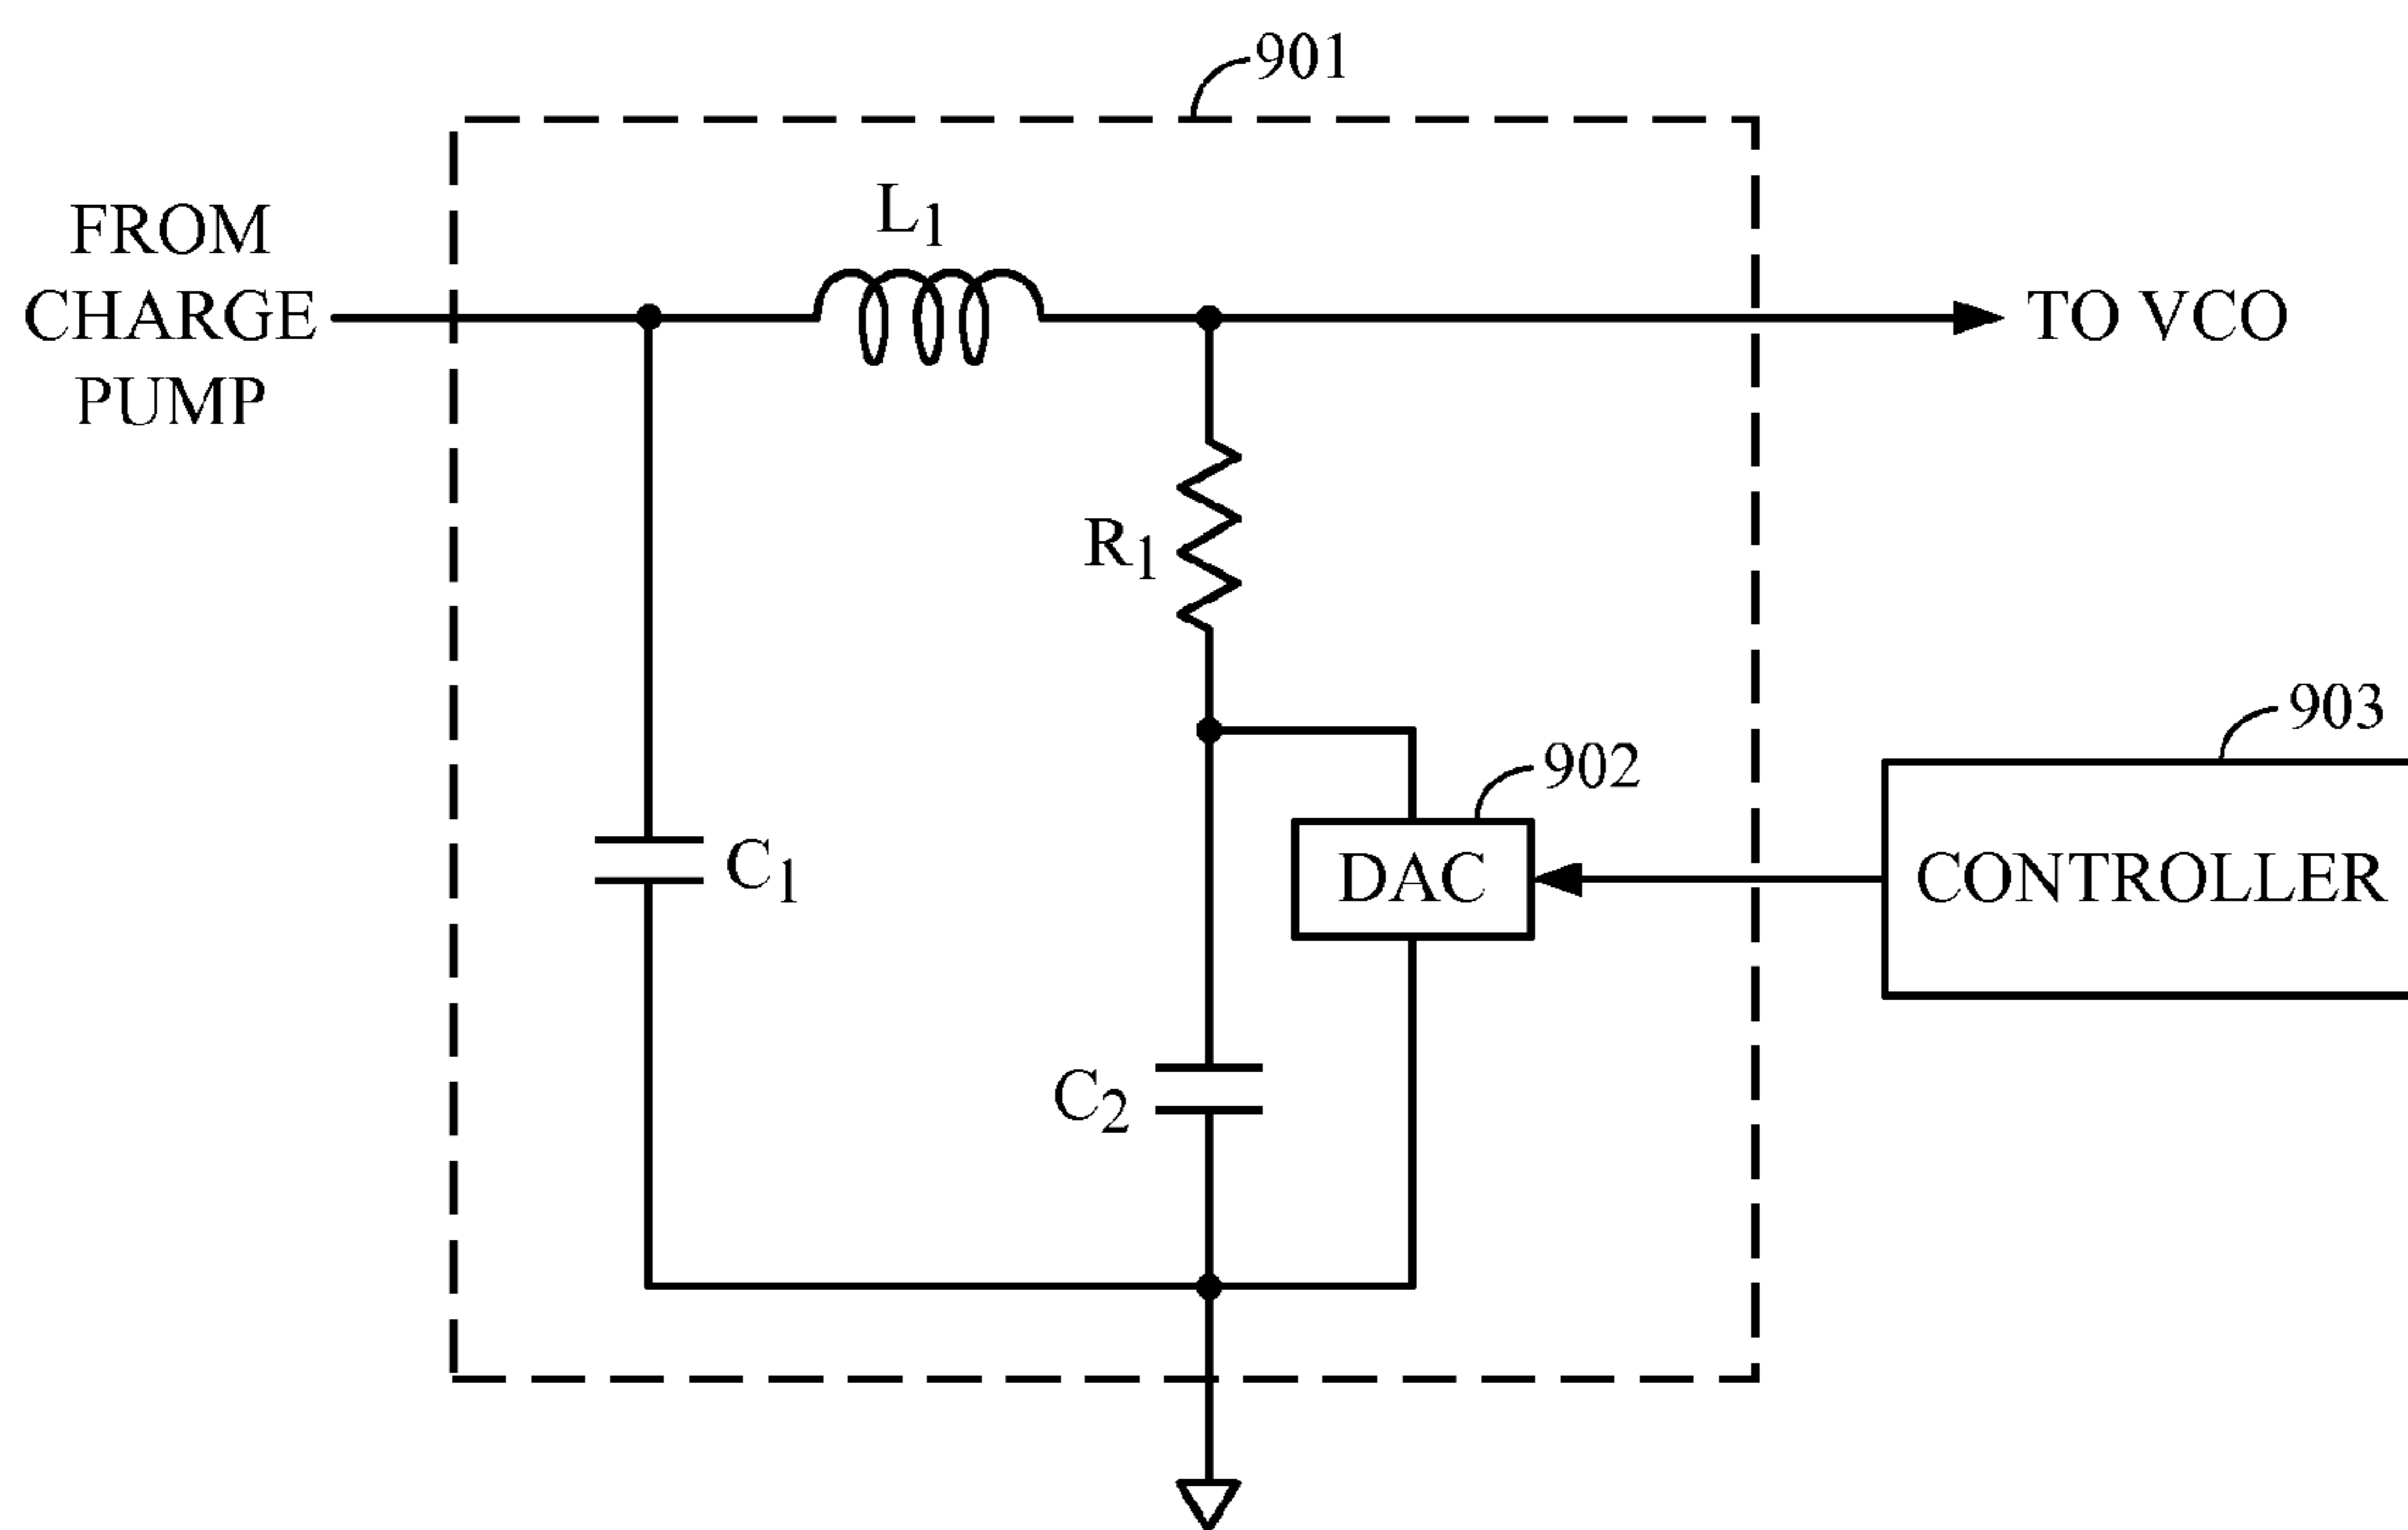 901
L1
FROM
CHARGE
PUMP
TO VCO
R1
903
902
C1
DAC
CONTROLLER
C2